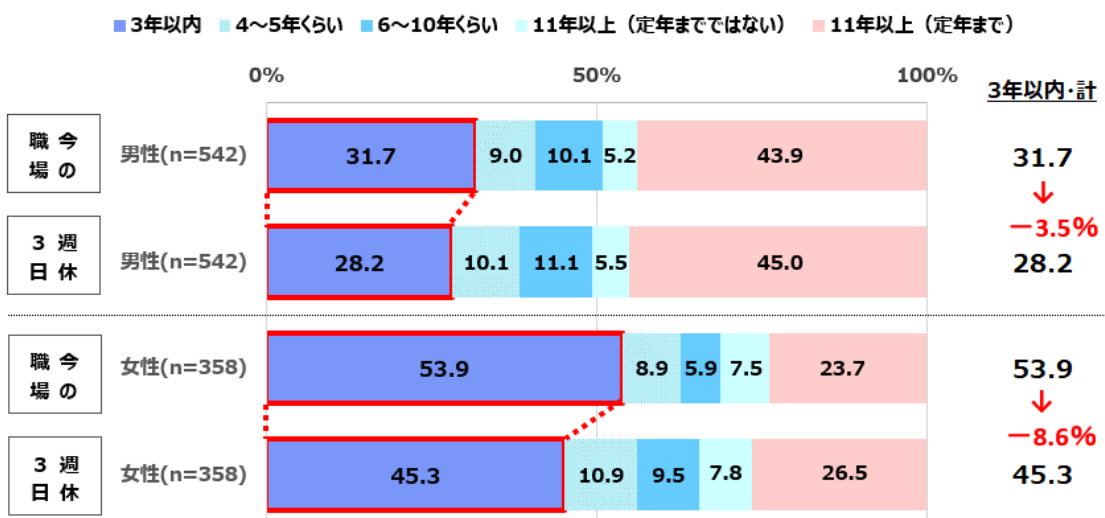 3年以内 4～5年くらい 6～10年くらい 11年以上（定年までではない） 11年以上（定年まで）
0% 50% 100%
3年以内･計
今の職場
男性(n=542) 31.7 9.0 10.1 5.2 43.9 31.7
↓
－3.5%
週休3日
男性(n=542) 28.2 10.1 11.1 5.5 45.0 28.2
今の職場
女性(n=358) 53.9 8.9 5.9 7.5 23.7 53.9
↓
－8.6%
週休3日
女性(n=358) 45.3 10.9 9.5 7.8 26.5 45.3